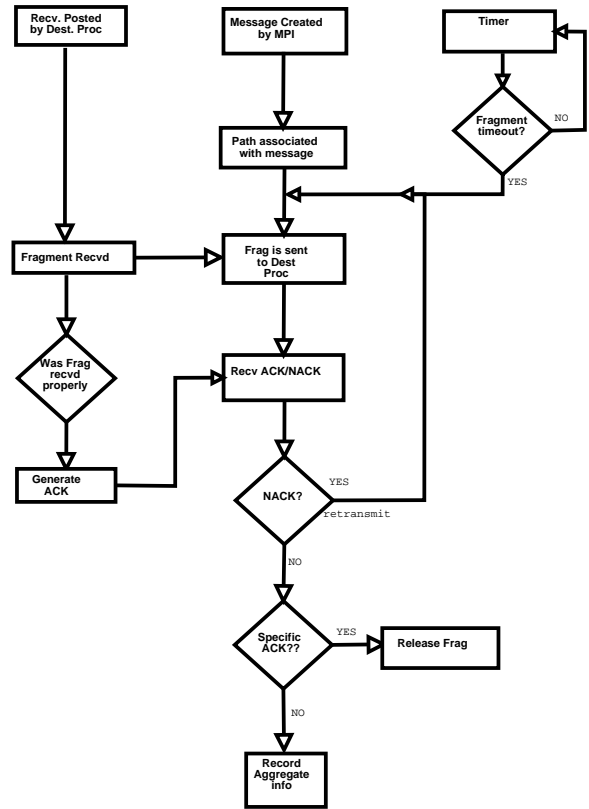 Recv. Posted
by Dest. Proc
Message Created
by MPI
Timer
Fragment
timeout?
NO
YES
Path associated
with message
Fragment Recvd
Frag is sent
to Dest
Proc
Was Frag
recvd
properly
Recv ACK/NACK
Generate
ACK
NACK?
YES
retransmit
NO
Specific
ACK??
YES
Release Frag
NO
Record
Aggregate
info